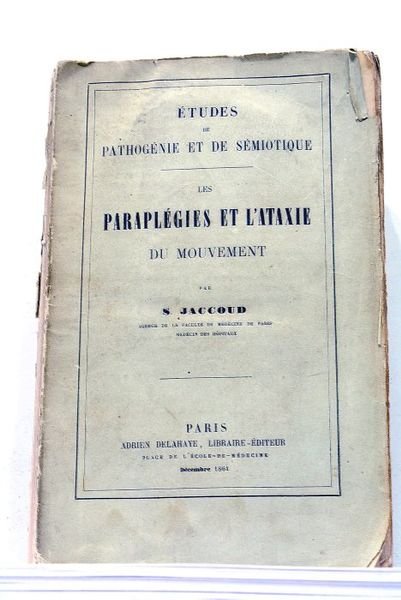 ÉTUDES
DE
PATHOGÉNIE ET DE SÉMIOTIQUE
LES
PARAPLÉGIES ET L'ATAXIE
DU MOUVEMENT
PAR
S. JACCOUD
DE LA FACULTÉ DE MÉDECINE DE PARIS
MÉDECIN DES HÔPITAUX
PARIS
ADRIEN DELAHAYE, LIBRAIRE-ÉDITEUR
PLACE DE L'ÉCOLE-DE-MÉDECINE
Décembre 1864